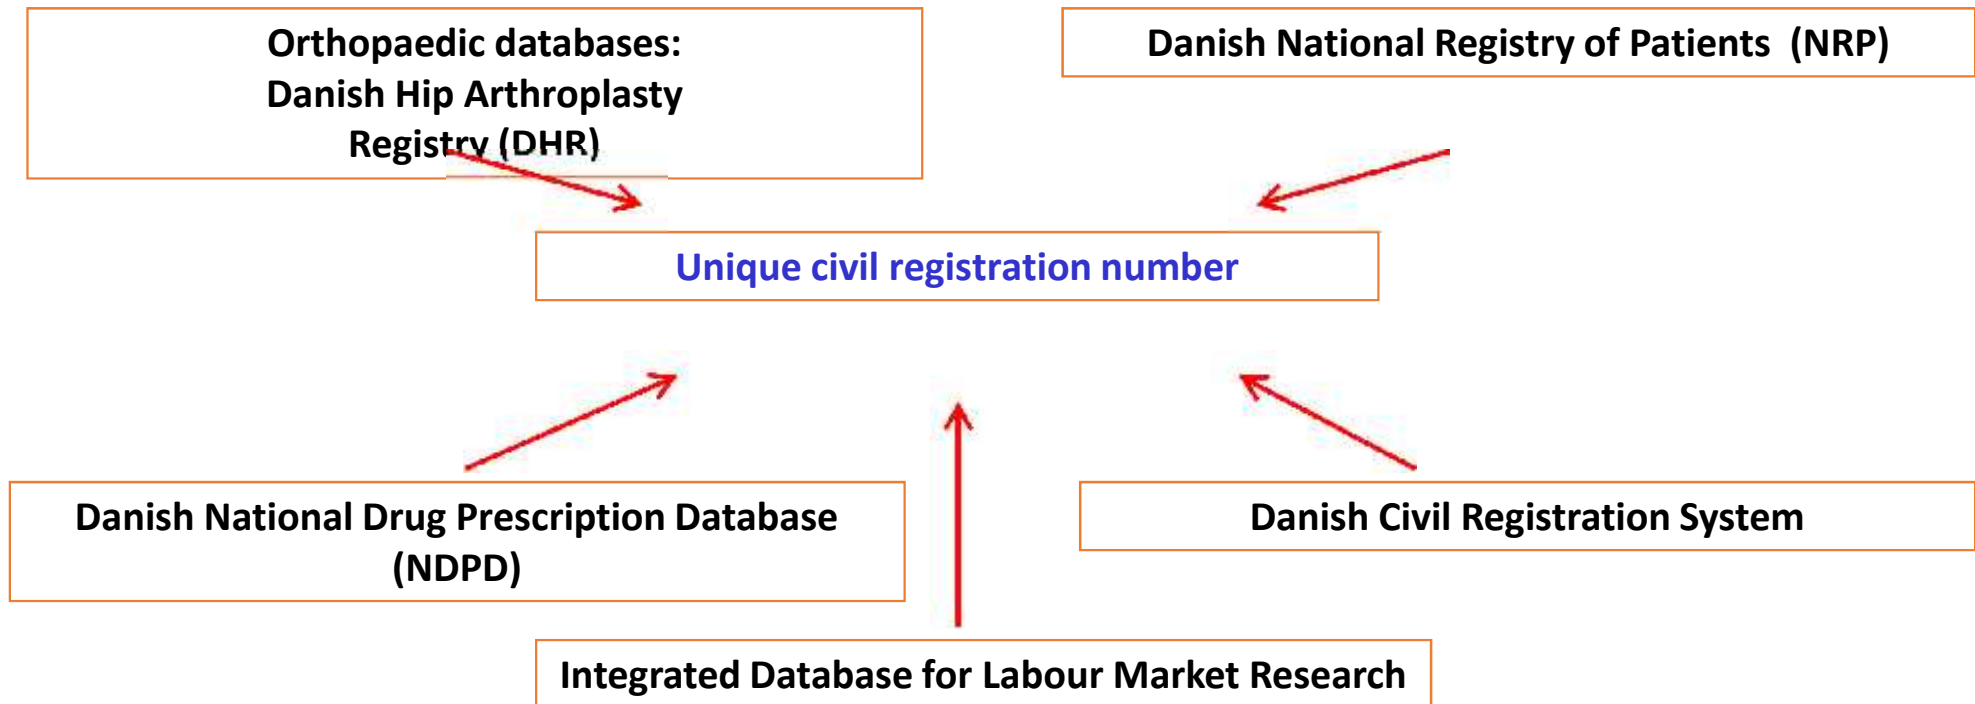 Orthopaedic databases:
Danish Hip Arthroplasty
Registry (DHR)
Danish National Registry of Patients (NRP)
Unique civil registration number
Danish National Drug Prescription Database
(NDPD)
Danish Civil Registration System
Integrated Database for Labour Market Research